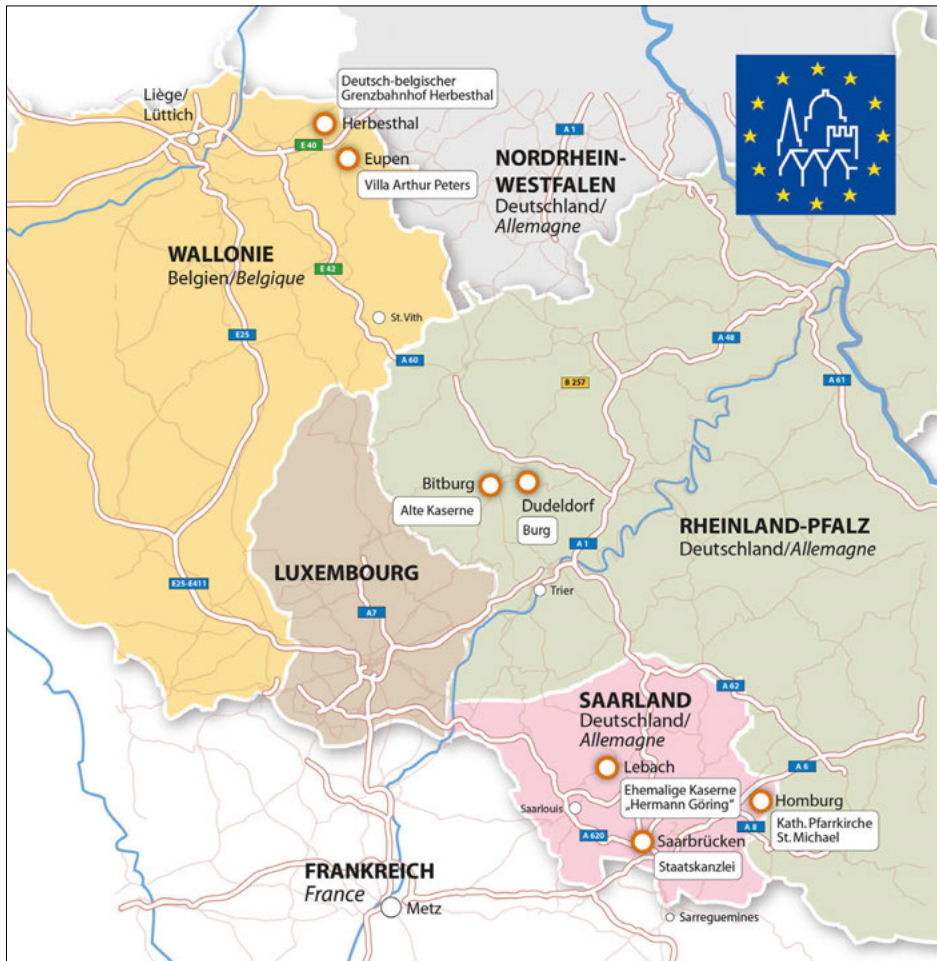 Deutsch-belgischer
Grenzbahnhof Herbesthal
Liège/
Lüttich
Herbesthal
A 1
E 40
Eupen
Villa Arthur Peters
NORDRHEIN-
WESTFALEN
Deutschland/
Allemagne
WALLONIE
Belgien/Belgique
E 42
St. Vith
E25
A 60
A 48
B 257
A 61
Bitburg
Alte Kaserne
Dudeldorf
Burg
RHEINLAND-PFALZ
Deutschland/Allemagne
A 1
LUXEMBOURG
E25-E411
Trier
A7
SAARLAND
Deutschland/
Allemagne
A 62
Lebach
A 6
Ehemalige Kaserne
„Hermann Göring“
Homburg
Saarlouis
A 8
Kath. Pfarrkirche
St. Michael
A 620
Saarbrücken
Staatskanzlei
FRANKREICH
France
Metz
Sarreguemines